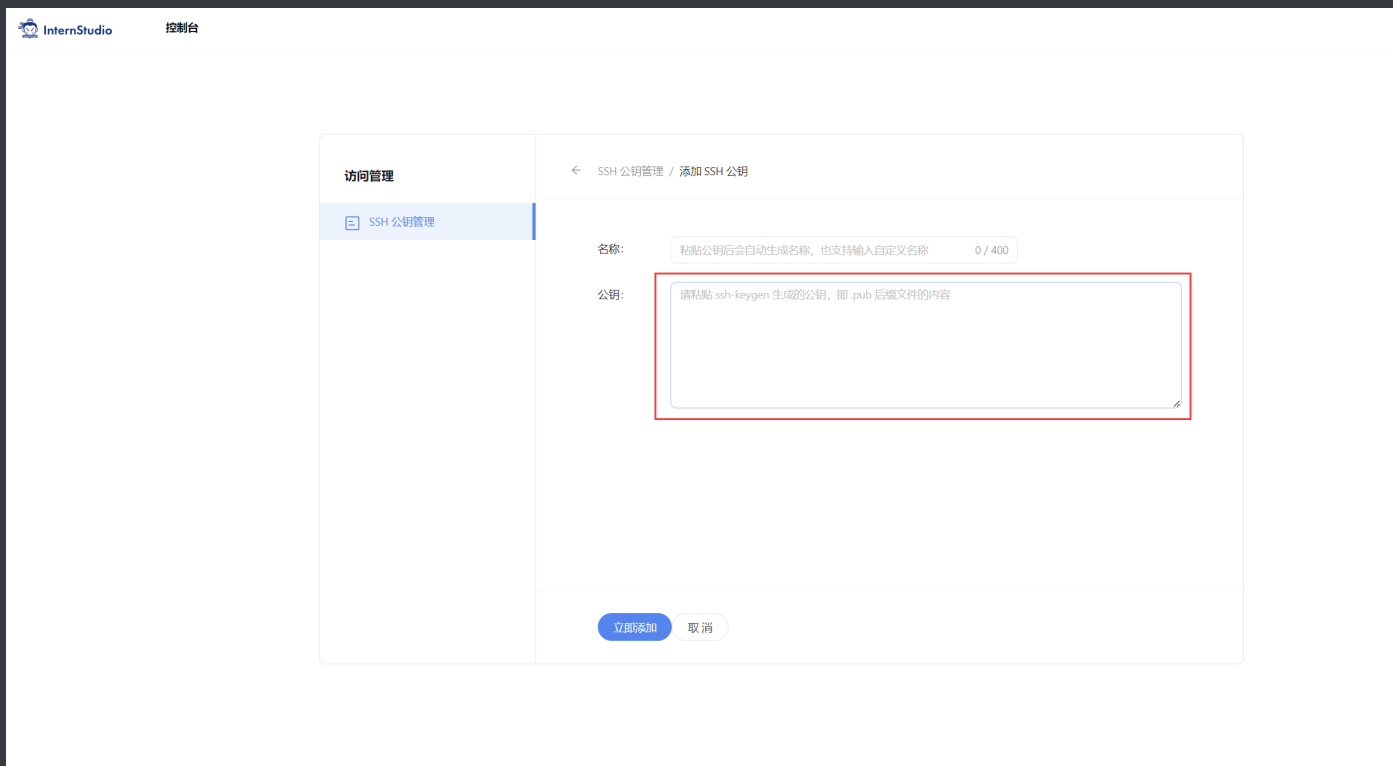 InternStudio 控制台
访问管理
SSH 公钥管理
SSH 公钥管理 / 添加 SSH 公钥
名称: 粘贴公钥后会自动生成名称，也支持输入自定义名称 0 / 400
公钥: 请粘贴 ssh-keygen 生成的公钥，即 .pub 后缀文件的内容
立即添加 取消